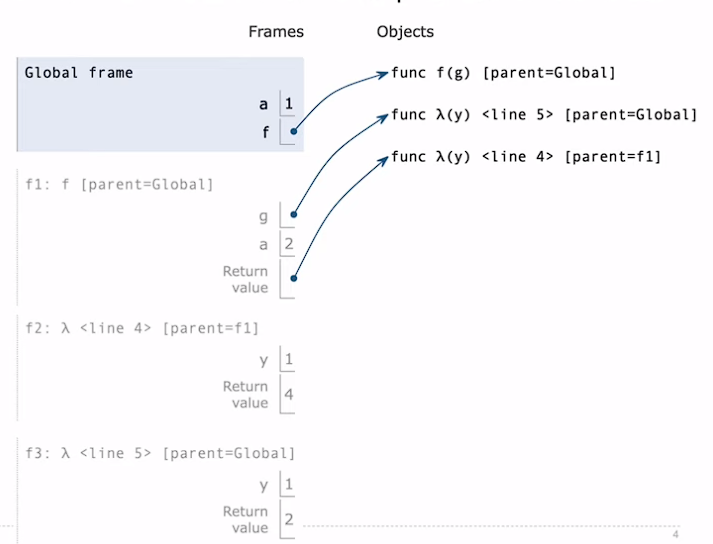 Frames Objects
Global frame
a 1
f
func f(g) [parent=Global]
func λ(y) <line 5> [parent=Global]
func λ(y) <line 4> [parent=f1]
f1: f [parent=Global]
g
a 2
Return
value
f2: λ <line 4> [parent=f1]
y 1
Return
value 4
f3: λ <line 5> [parent=Global]
y 1
Return
value 2
4